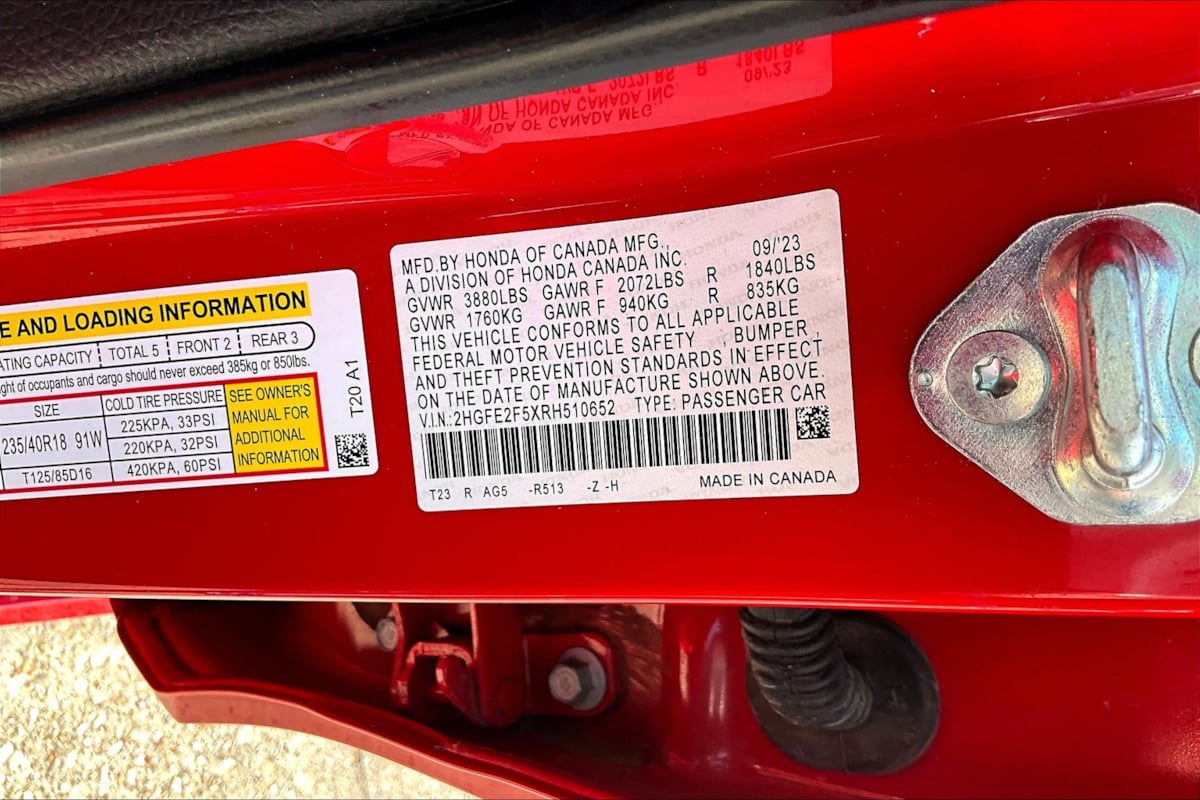 E AND LOADING INFORMATION
ATING CAPACITY TOTAL 5 FRONT 2 REAR 3
ght of occupants and cargo should never exceed 385kg or 850lbs.
SIZE COLD TIRE PRESSURE
235/40R18 91W 225KPA, 33PSI
220KPA, 32PSI
T125/85D16 420KPA, 60PSI
SEE OWNER'S
MANUAL FOR
ADDITIONAL
INFORMATION
T20 A1
MFD.BY HONDA OF CANADA MFG., 09/'23
A DIVISION OF HONDA CANADA INC.
GVWR 3880LBS GAWR F 2072LBS R 1840LBS
GVWR 1760KG GAWR F 940KG R 835KG
THIS VEHICLE CONFORMS TO ALL APPLICABLE
FEDERAL MOTOR VEHICLE SAFETY , BUMPER ,
AND THEFT PREVENTION STANDARDS IN EFFECT
ON THE DATE OF MANUFACTURE SHOWN ABOVE.
V.I.N.:2HGFE2F5XRH510652 TYPE: PASSENGER CAR
T23 R AG5 -R513 -Z -H MADE IN CANADA